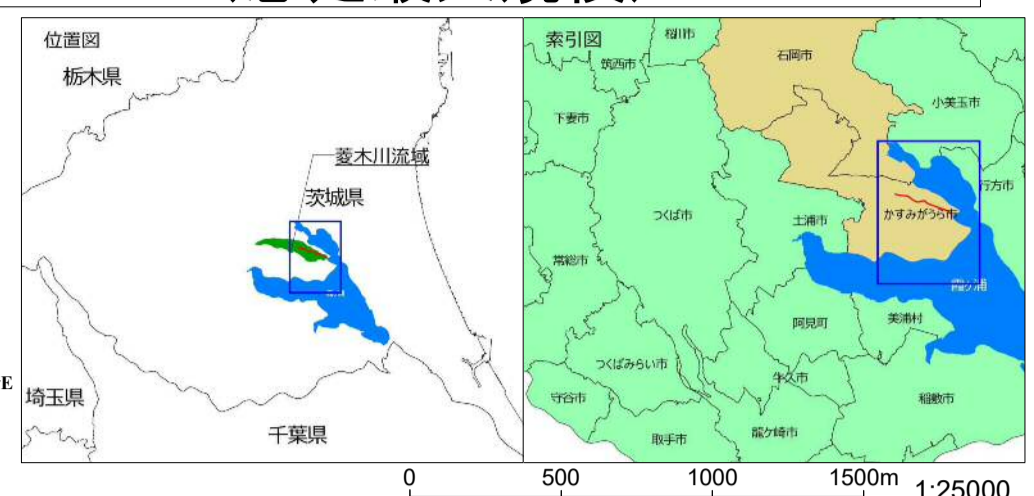 位置図
栃木県
菱木川流域
茨城県
埼玉県
千葉県
E
索引図
桜川市
筑西市
石岡市
下妻市
小美玉市
行方市
つくば市
土浦市
かすみがうら市
常総市
霞ヶ浦
阿見町
美浦村
つくばみらい市
牛久市
守谷市
稲敷市
龍ケ崎市
取手市
0 500 1000 1500m 1:25000